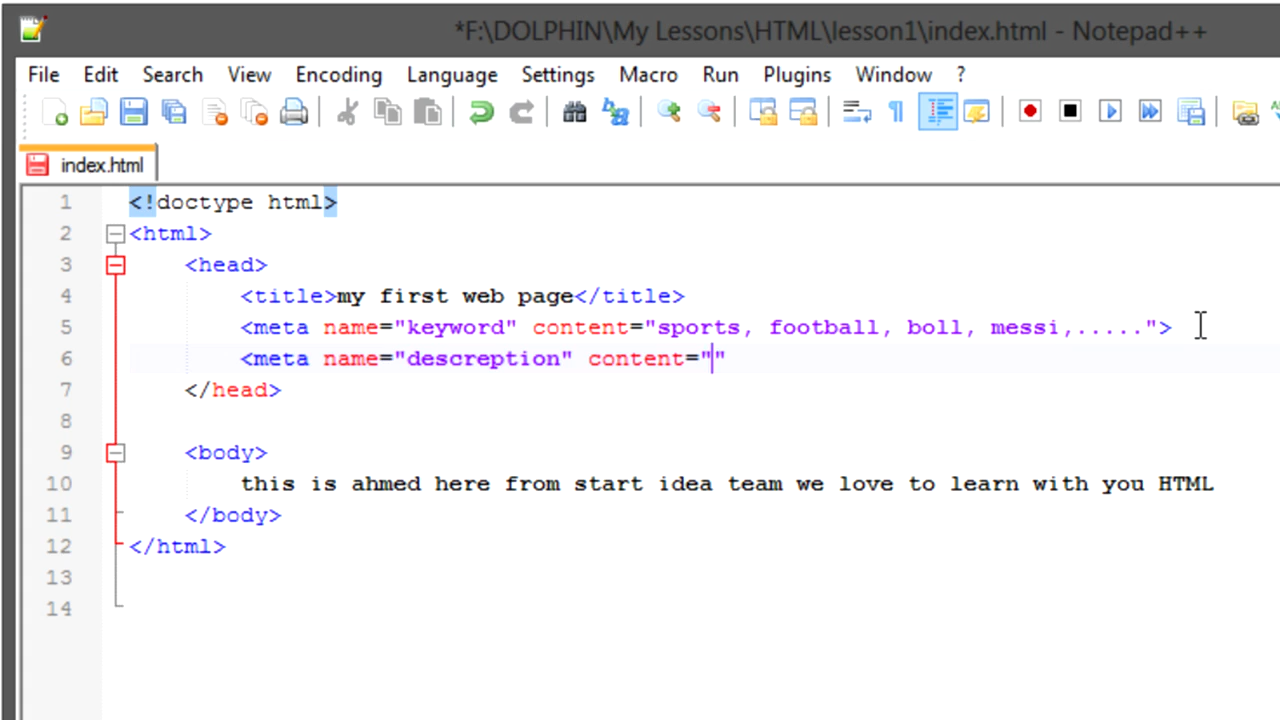 *F:\DOLPHIN\My Lessons\HTML\lesson1\index.html - Notepad++
File Edit Search View Encoding Language Settings Macro Run Plugins Window ?
index.html
1 <!doctype html>
2 <html>
3 <head>
4 <title>my first web page</title>
5 <meta name="keyword" content="sports, football, boll, messi,.....">
6 <meta name="descreption" content=""
7 </head>
8
9 <body>
10 this is ahmed here from start idea team we love to learn with you HTML
11 </body>
12 </html>
13
14